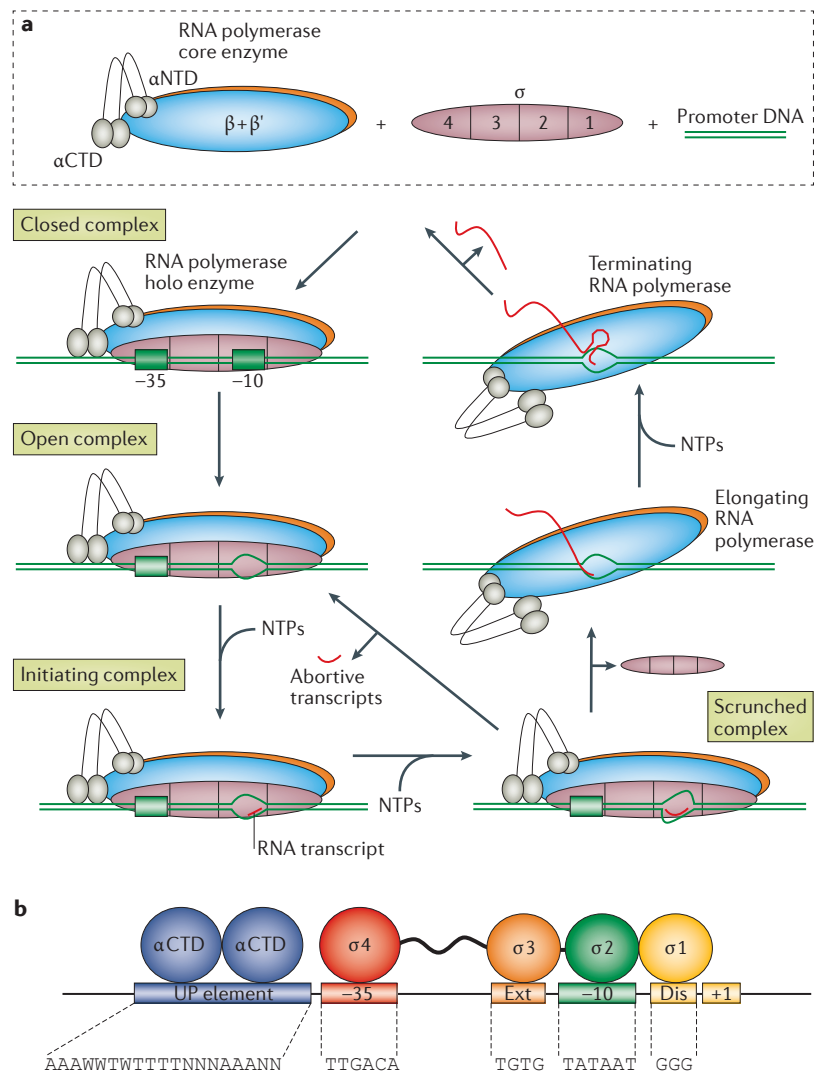 a
RNA polymerase
core enzyme
αNTD
β+β'
αCTD
+
σ
4 3 2 1
+
Promoter DNA
Closed complex
RNA polymerase
holo enzyme
−35
−10
Terminating
RNA polymerase
Open complex
NTPs
Elongating
RNA
polymerase
NTPs
Initiating complex
Abortive
transcripts
Scrunched
complex
NTPs
RNA transcript
b
αCTD αCTD σ4 σ3 σ2 σ1
UP element −35 Ext −10 Dis +1
AAAWWTWTTTTNNNAAANN TTGACA TGTG TATAAT GGG